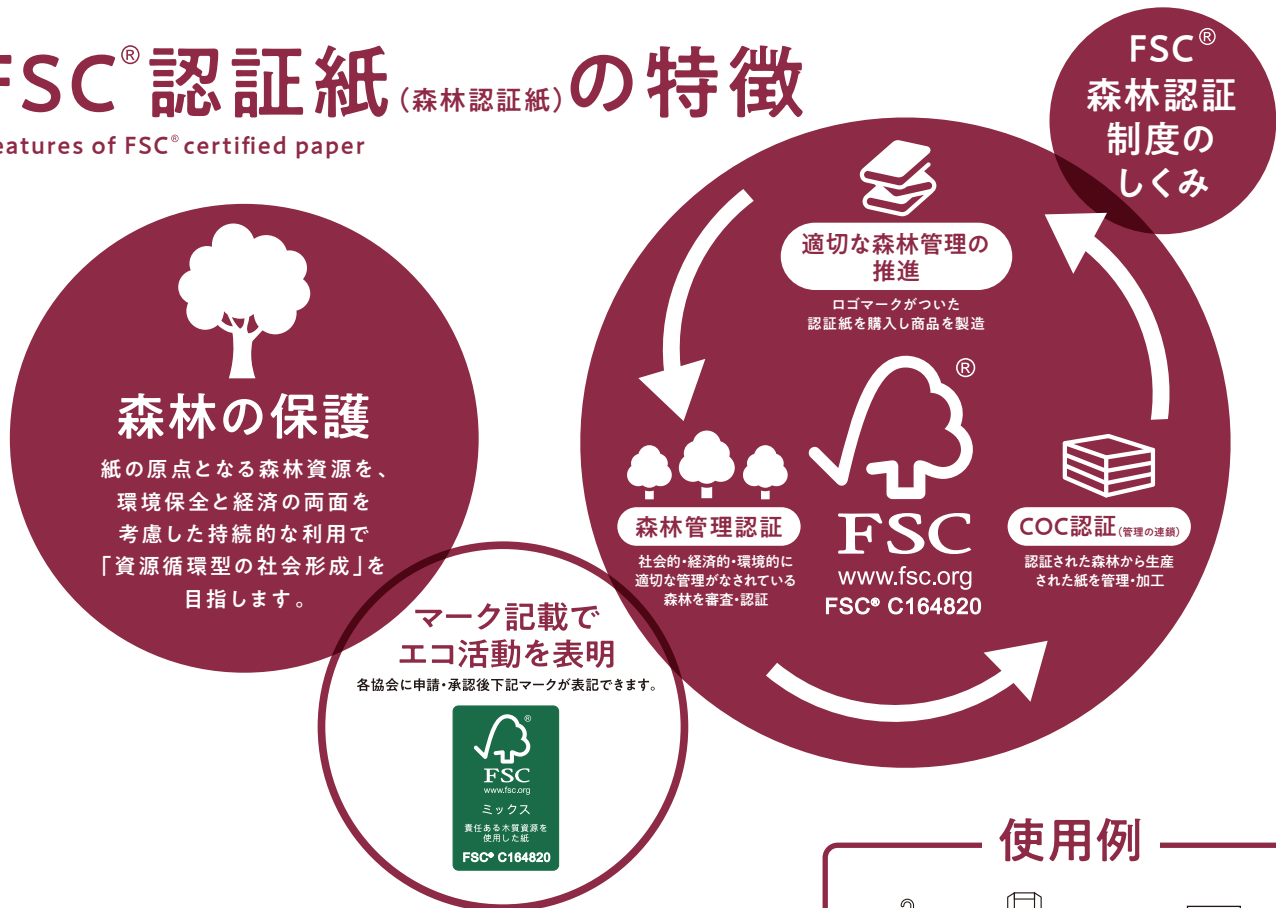 FSC®認証紙(森林認証紙)の特徴
eatures of FSC® certified paper
FSC®
森林認証
制度の
しくみ
森林の保護
紙の原点となる森林資源を、
環境保全と経済の両面を
考慮した持続的な利用で
「資源循環型の社会形成」を
目指します。
適切な森林管理の
推進
ロゴマークがついた
認証紙を購入し商品を製造
森林管理認証
社会的・経済的・環境的に
適切な管理がなされている
森林を審査・認証
®
FSC
www.fsc.org
FSC® C164820
COC認証(管理の連鎖)
認証された森林から生産
された紙を管理・加工
マーク記載で
エコ活動を表明
各協会に申請・承認後下記マークが表記できます。
®
FSC
www.fsc.org
ミックス
責任ある木質資源を
使用した紙
FSC® C164820
使用例